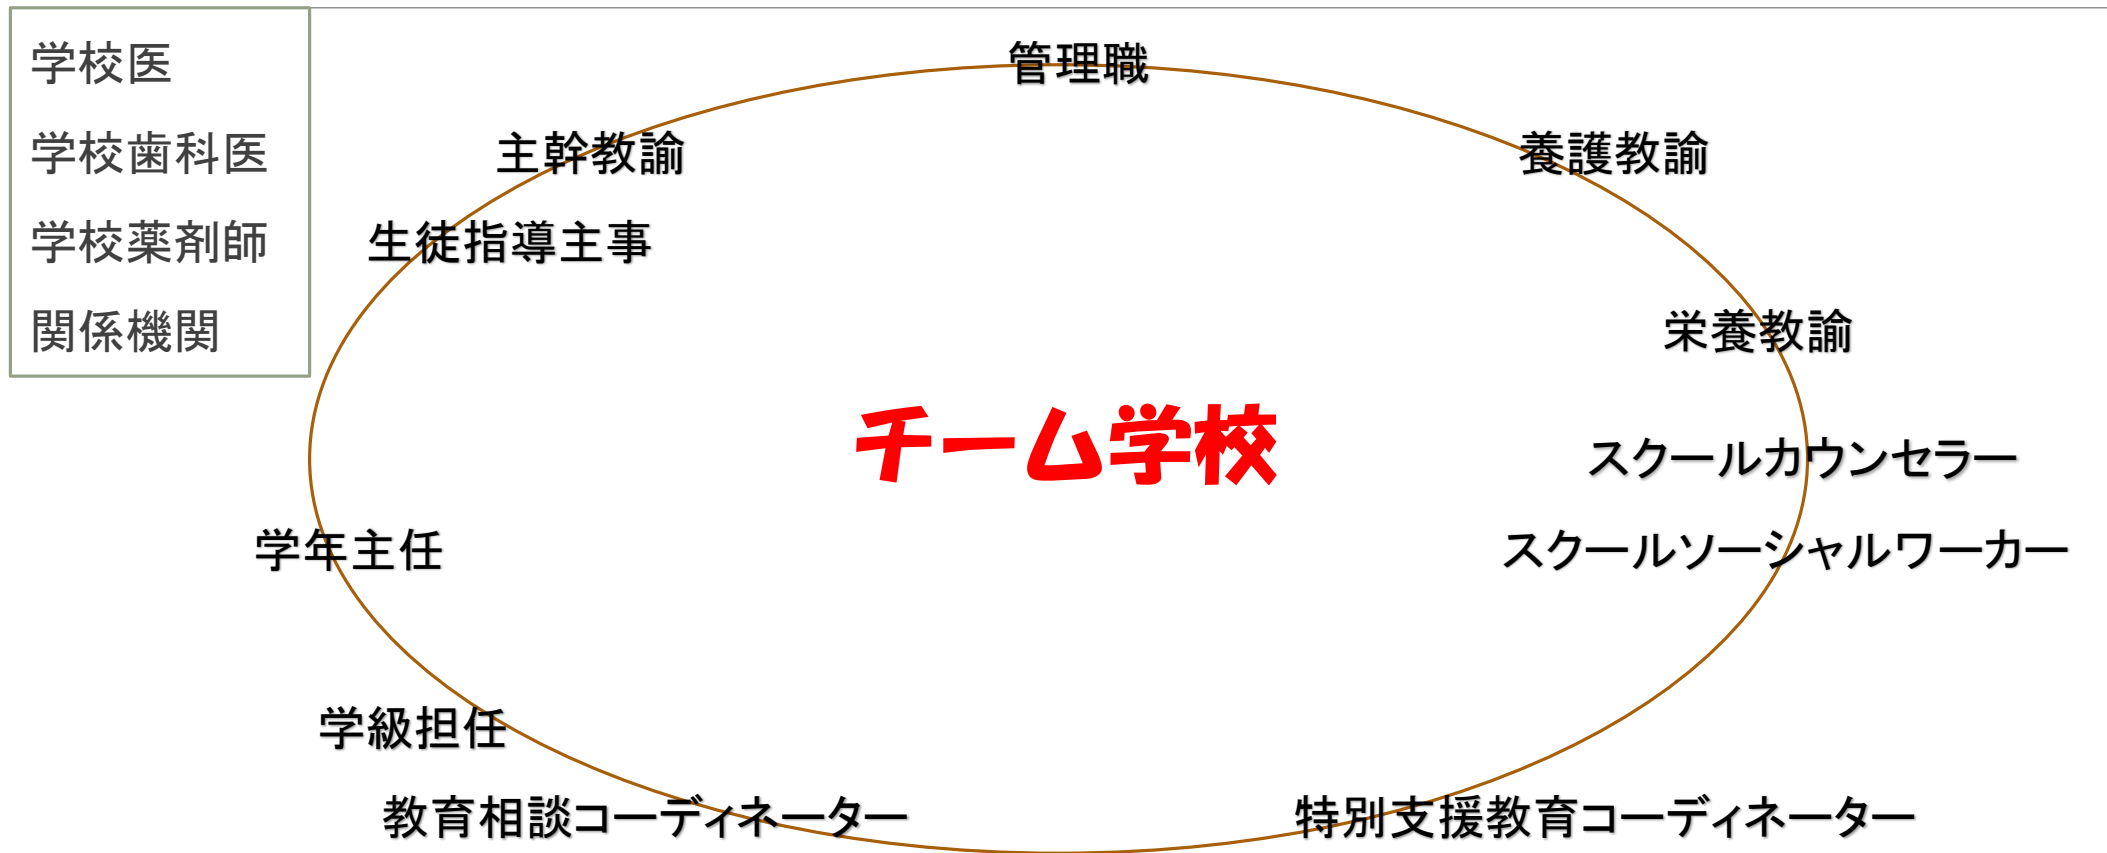 学校医
学校歯科医
学校薬剤師
関係機関
管理職
主幹教諭
養護教諭
生徒指導主事
栄養教諭
チーム学校
スクールカウンセラー
学年主任
スクールソーシャルワーカー
学級担任
教育相談コーディネーター
特別支援教育コーディネーター